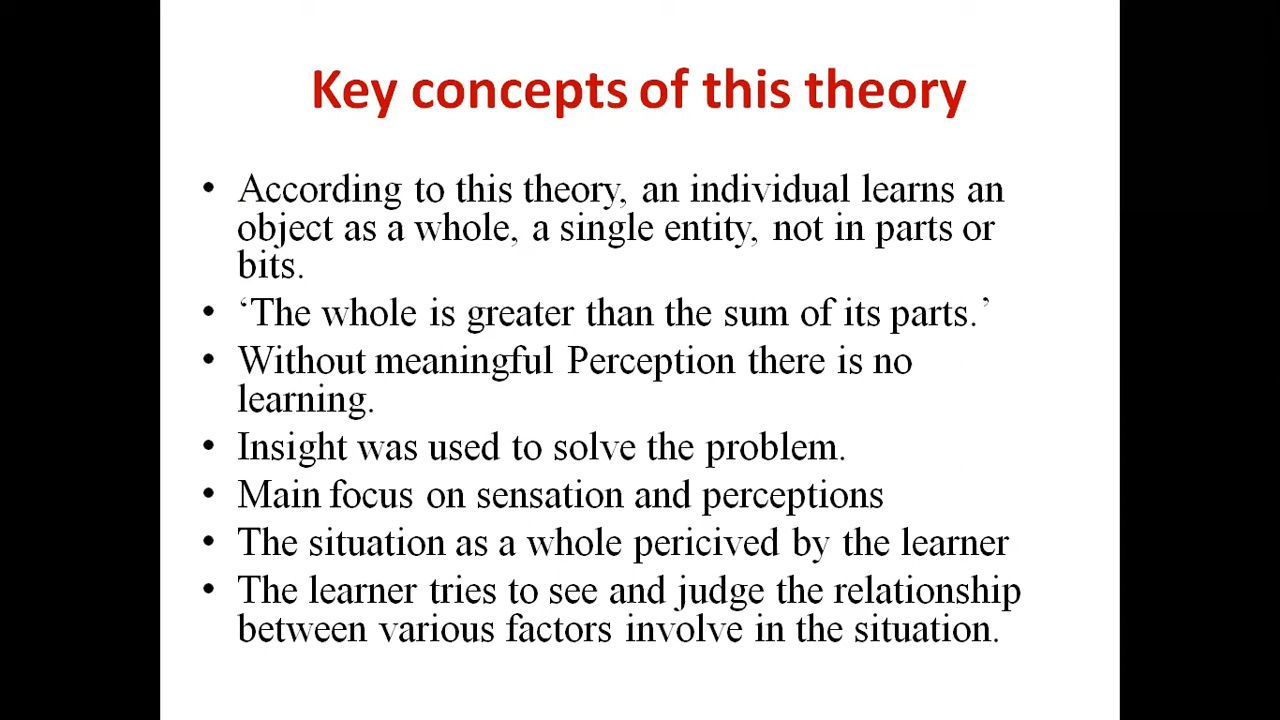 Key concepts of this theory
• According to this theory, an individual learns an
object as a whole, a single entity, not in parts or
bits.
• ‘The whole is greater than the sum of its parts.’
• Without meaningful Perception there is no
learning.
• Insight was used to solve the problem.
• Main focus on sensation and perceptions
• The situation as a whole pericived by the learner
• The learner tries to see and judge the relationship
between various factors involve in the situation.